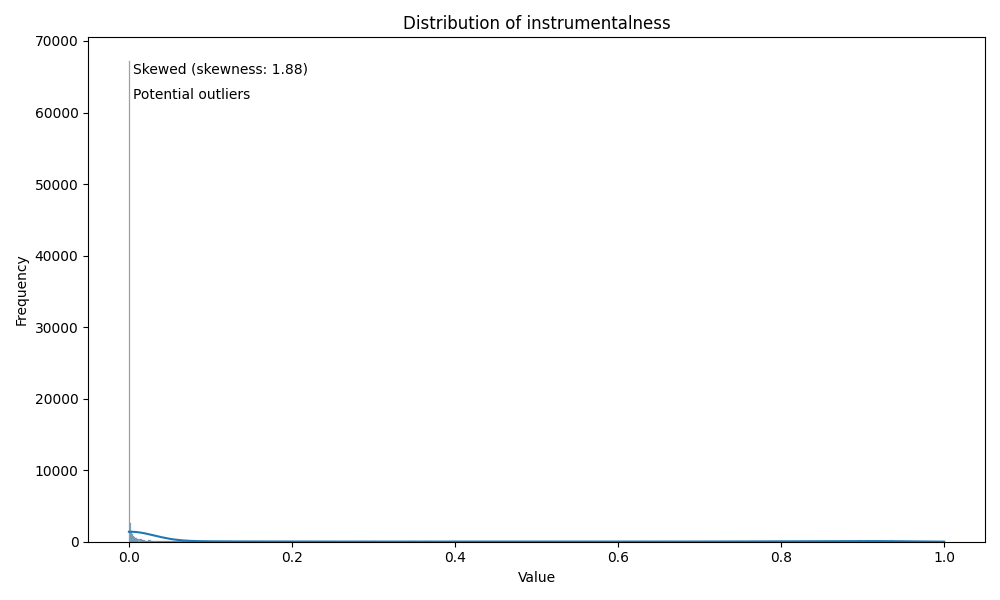 Distribution of instrumentalness
70000
60000
50000
40000
30000
20000
10000
0
Frequency
Skewed (skewness: 1.88)
Potential outliers
0.0 0.2 0.4 0.6 0.8 1.0
Value